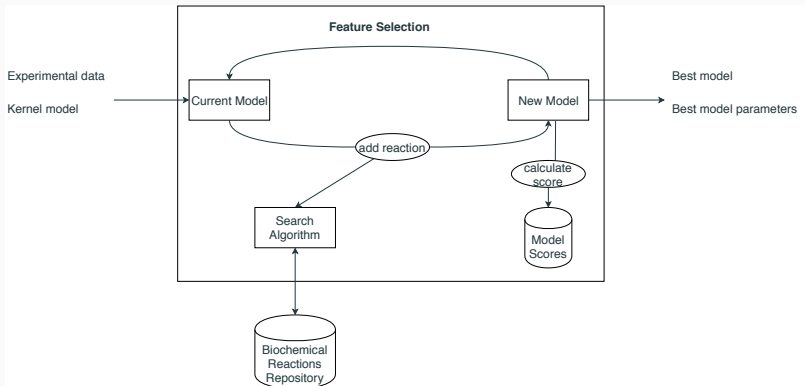 Feature Selection
Experimental data
Kernel model
Current Model
New Model
Best model
Best model parameters
add reaction
calculate
score
Search
Algorithm
Model
Scores
Biochemical
Reactions
Repository